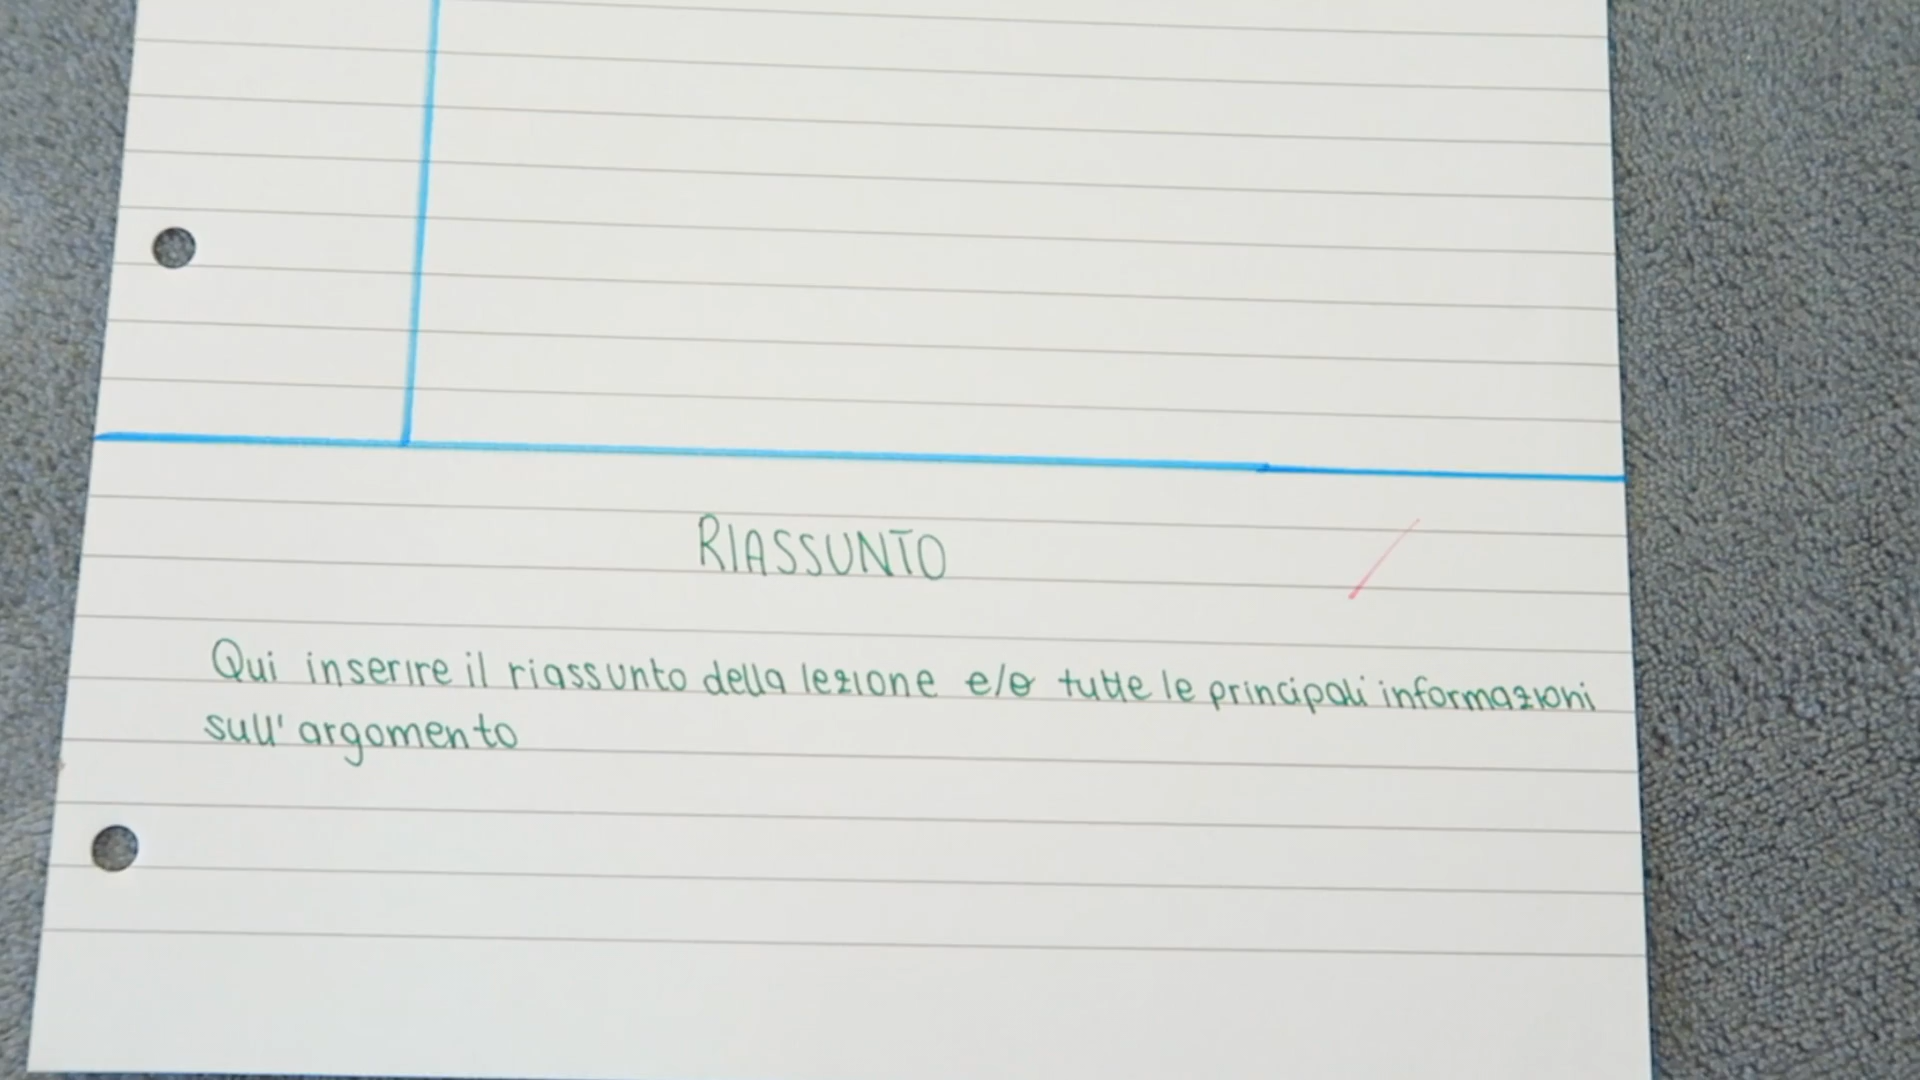 RIASSUNTO
Qui inserire il riassunto della lezione e/o tutte le principali informazioni
sull'argomento